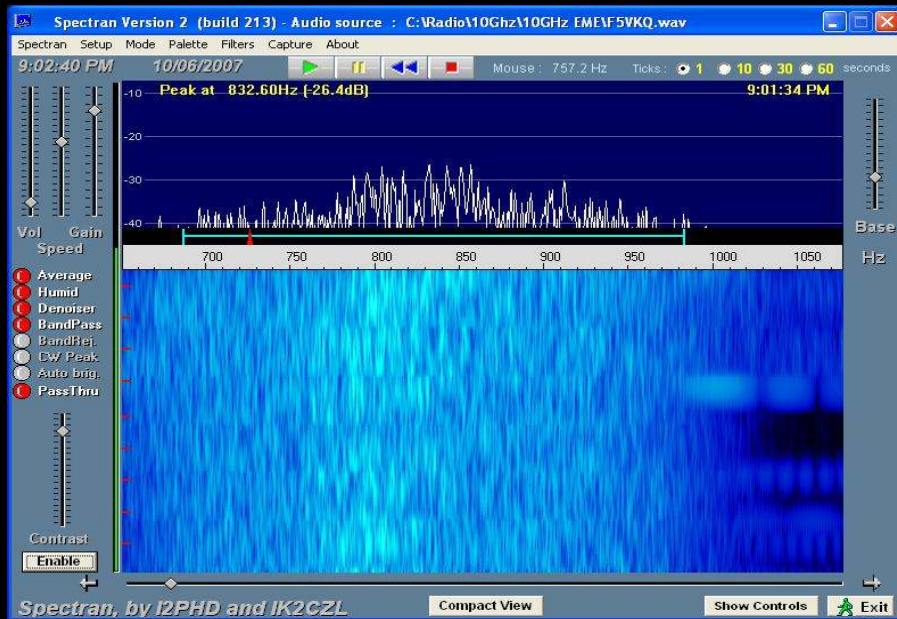 Spectran Version 2 (build 213) - Audio source : C:\Radio\10Ghz\10GHz EME\F5VKQ.wav
Spectran Setup Mode Palette Filters Capture About
9:02:40 PM 10/06/2007 Mouse : 757.2 Hz Ticks : 1 10 30 60 seconds
Peak at 832.60Hz (-26.4dB) 9:01:34 PM
-10
-20
-30
-40
Vol Gain
Speed
Base
700 750 800 850 900 950 1000 1050 Hz
Average
Humid
Denoiser
BandPass
BandRej.
CW Peak
Auto brig.
PassThru
Contrast
Enable
Spectran, by I2PHD and IK2CZL Compact View Show Controls Exit